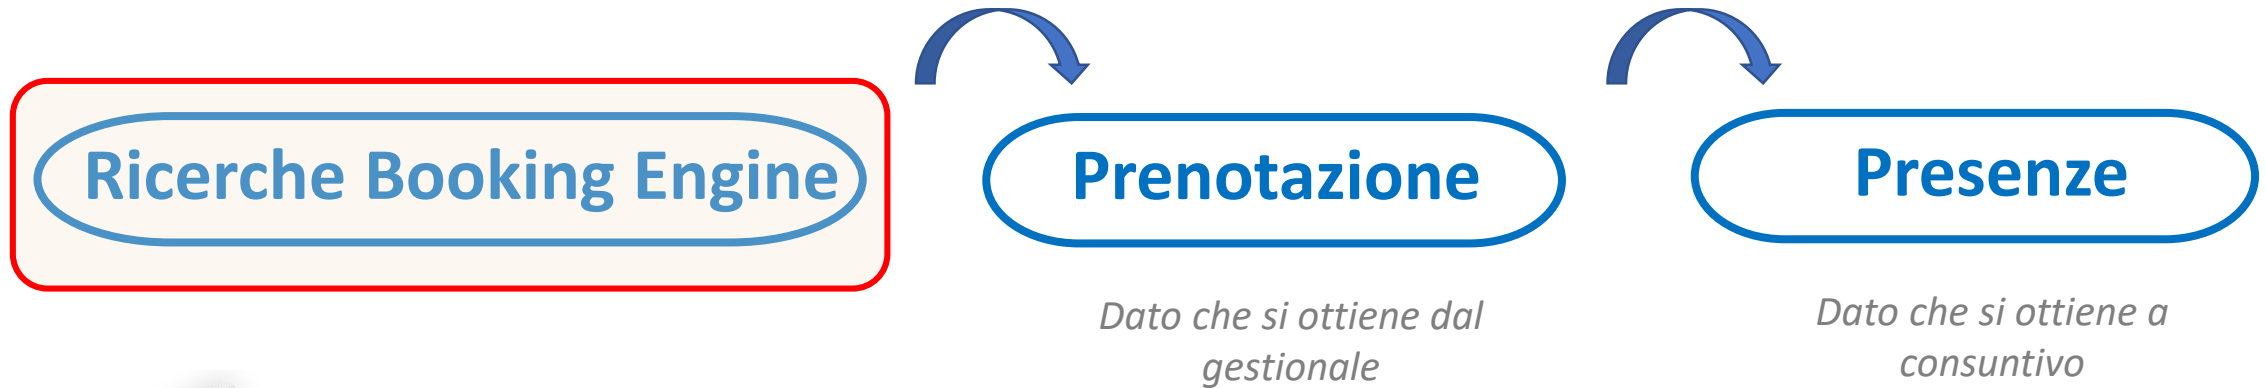 Ricerche Booking Engine
Prenotazione
Presenze
Dato che si ottiene dal
gestionale
Dato che si ottiene a
consuntivo